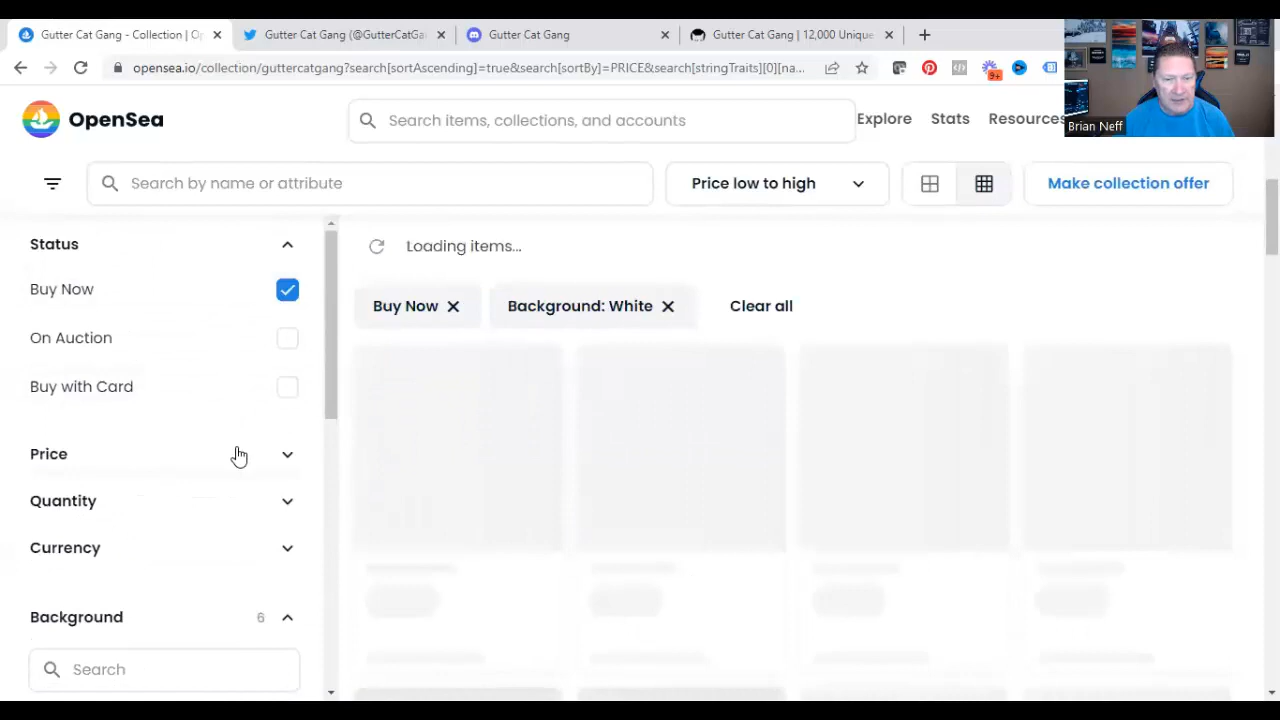 Gutter Cat Gang - Collection | O
Gutter Cat Gang (@GutterCatGa
Gutter Cat
Gutter Cat Gang | 12,000 Unique
opensea.io/collection/guttercatgang?search[s
ending]=true&search[sortBy]=PRICE&search[stringTraits][0][na...
9+
OpenSea
Search items, collections, and accounts
Explore
Stats
Resources
Brian Neff
Search by name or attribute
Price low to high
Make collection offer
Status
Loading items...
Buy Now
Buy Now
Background: White
Clear all
On Auction
Buy with Card
Price
Quantity
Currency
Background 6
Search